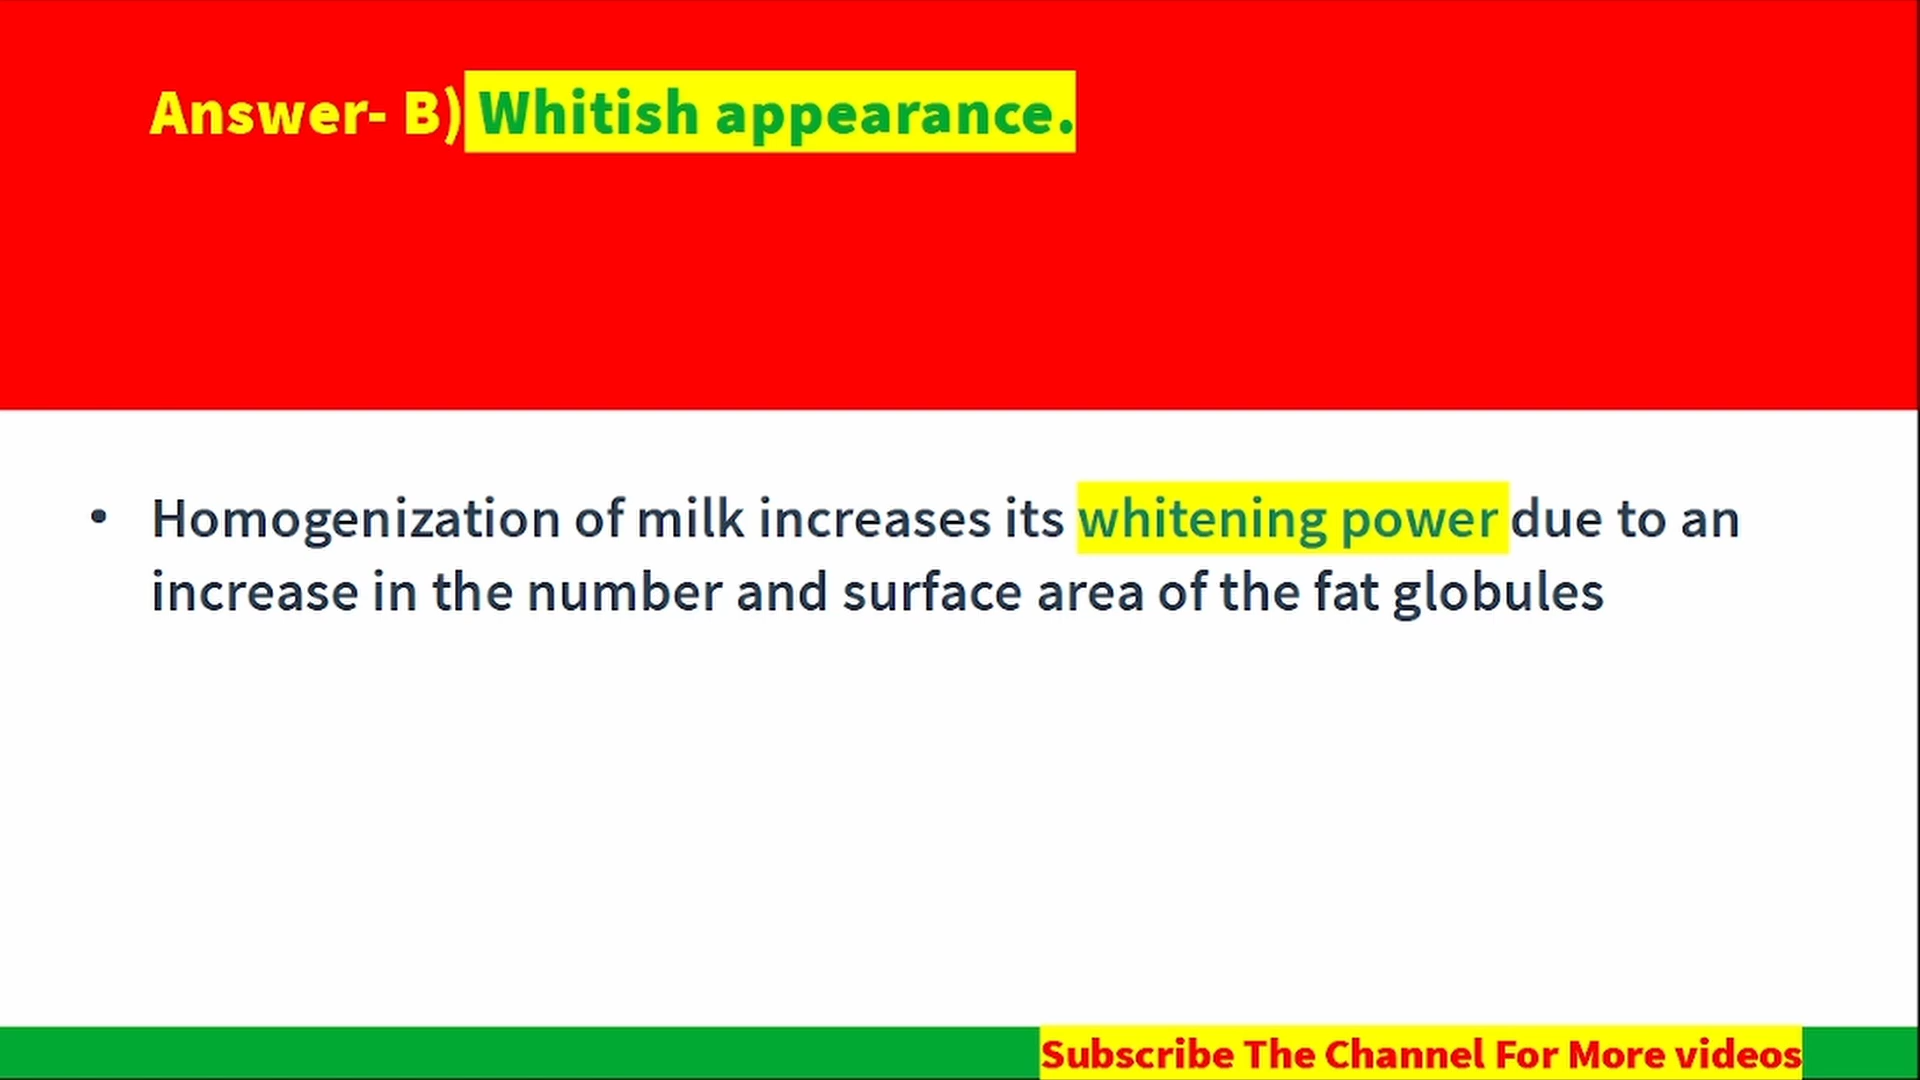 Answer- B) Whitish appearance.
• Homogenization of milk increases its whitening power due to an
increase in the number and surface area of the fat globules
Subscribe The Channel For More videos